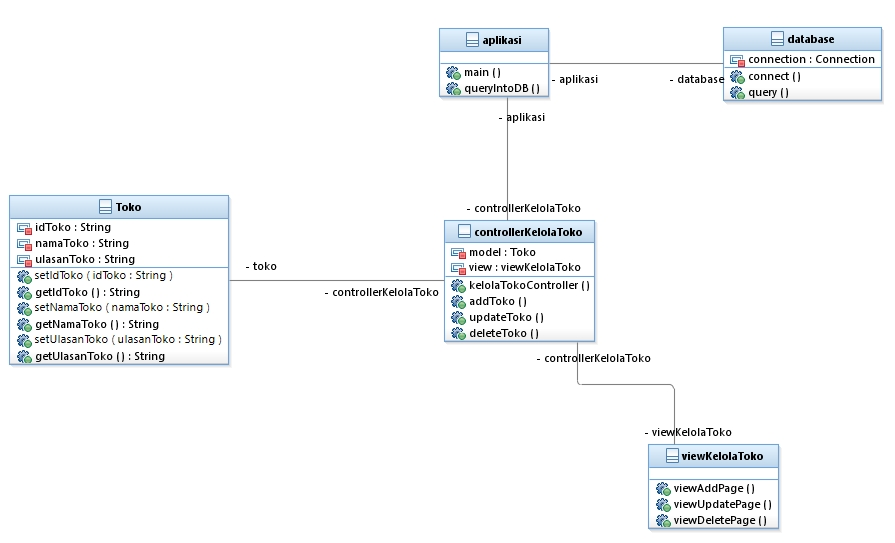 aplikasi
main ()
queryIntoDB ()
database
connection : Connection
connect ()
query ()
- aplikasi
- database
- aplikasi
- controllerKelolaToko
Toko
idToko : String
namaToko : String
ulasanToko : String
setIdToko ( idToko : String )
getIdToko () : String
setNamaToko ( namaToko : String )
getNamaToko () : String
setUlasanToko ( ulasanToko : String )
getUlasanToko () : String
- toko
- controllerKelolaToko
controllerKelolaToko
model : Toko
view : viewKelolaToko
kelolaTokoController ()
addToko ()
updateToko ()
deleteToko ()
- controllerKelolaToko
- viewKelolaToko
viewKelolaToko
viewAddPage ()
viewUpdatePage ()
viewDeletePage ()